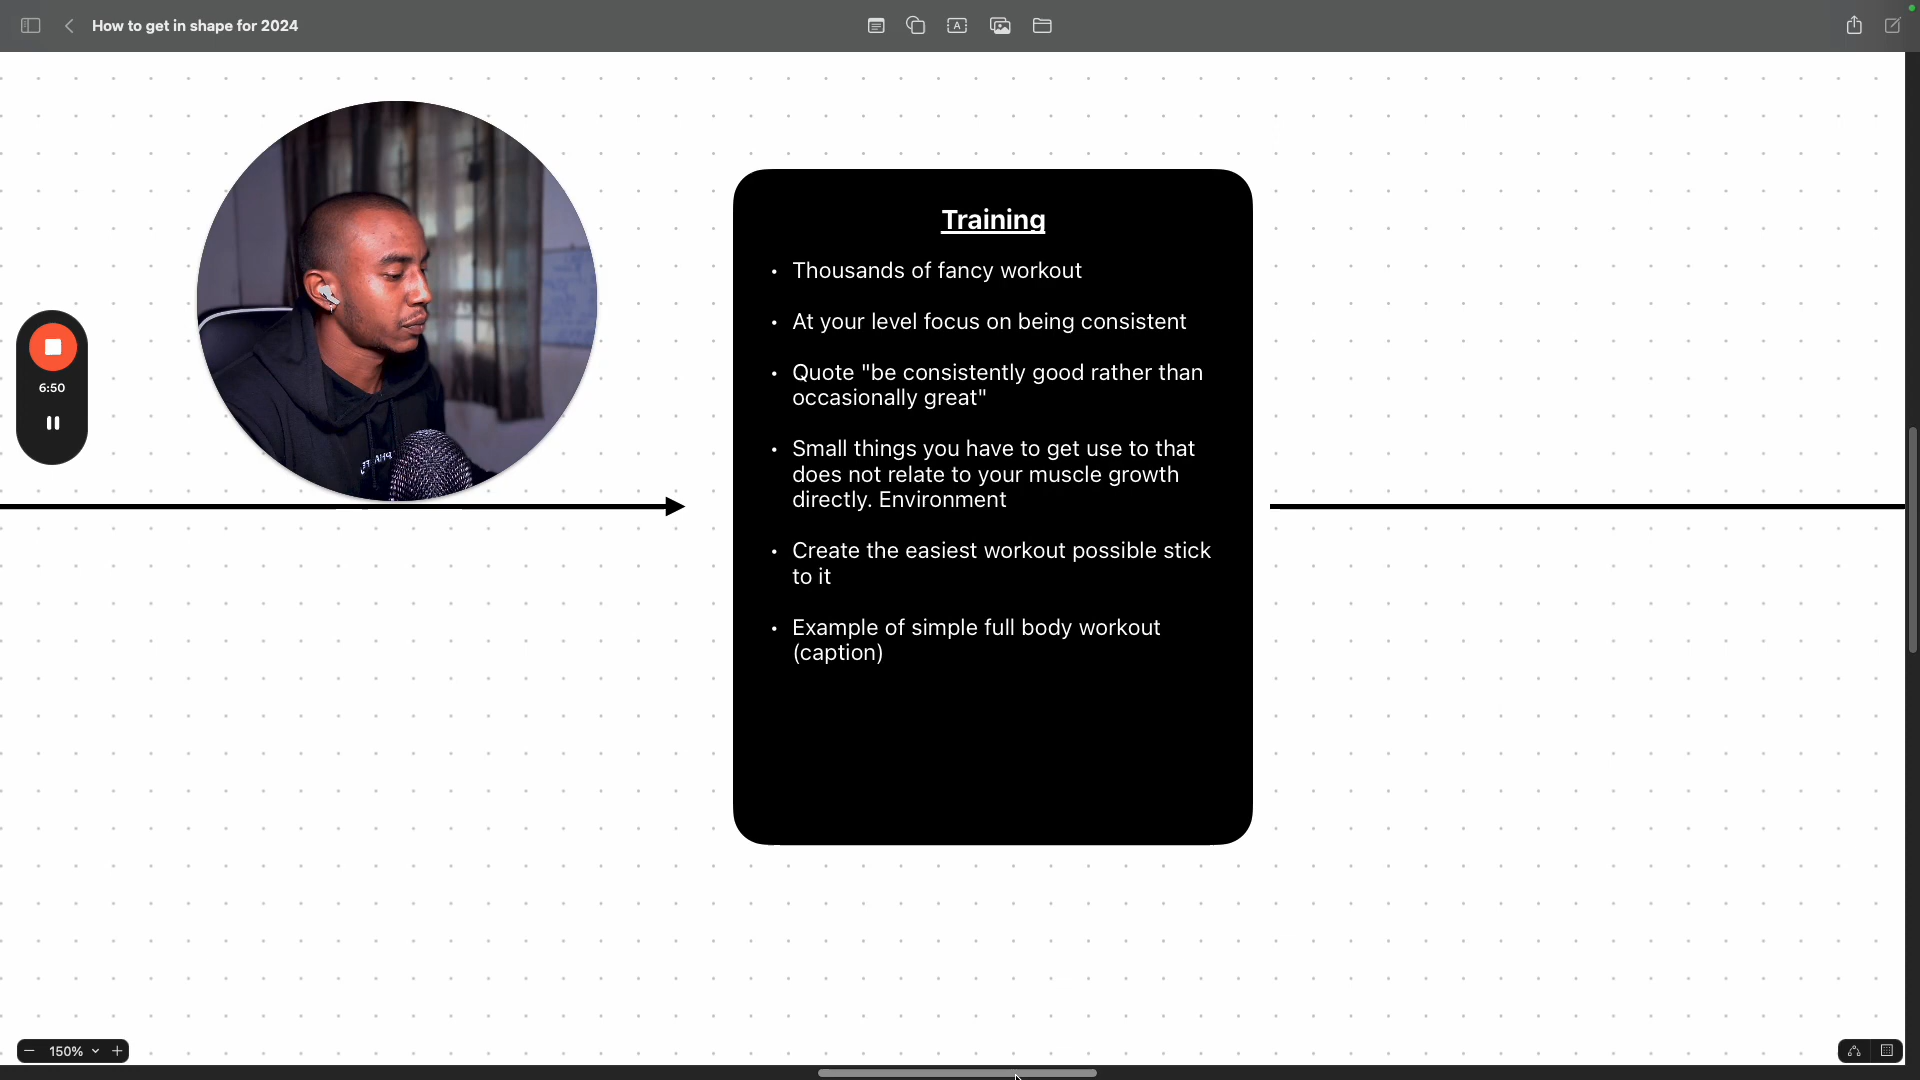 How to get in shape for 2024
6:50
Training
• Thousands of fancy workout
• At your level focus on being consistent
• Quote "be consistently good rather than
occasionally great"
• Small things you have to get use to that
does not relate to your muscle growth
directly. Environment
• Create the easiest workout possible stick
to it
• Example of simple full body workout
(caption)
150%